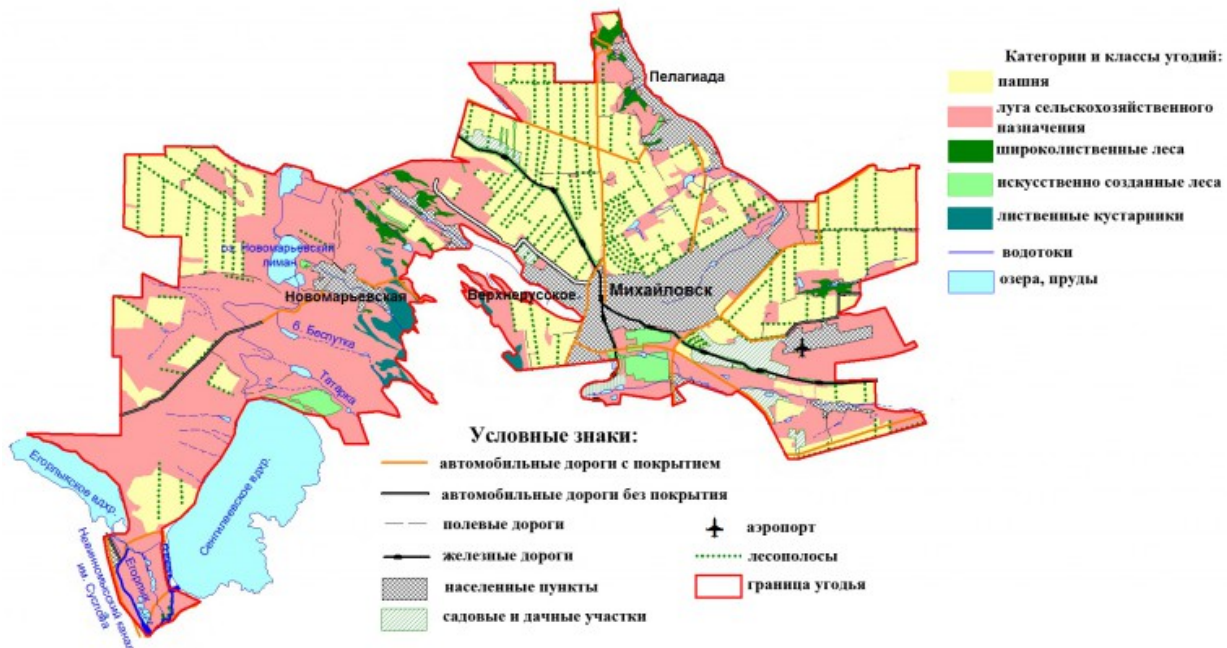 Пелагиада
Категории и классы угодий:
пашня
луга сельскохозяйственного
назначения
широколиственные леса
искусственно созданные леса
лиственные кустарники
водотоки
озера, пруды
оз. Новомарьевский
лиман
Новомарьевская
Верхнерусское
Михайловск
б. Беспутка
Татарка
Егорлыкское вдхр.
Сенгилеевское вдхр.
Невинномысский канал
им. Суслова
Егорлык
Условные знаки:
автомобильные дороги с покрытием
автомобильные дороги без покрытия
полевые дороги
железные дороги
населенные пункты
садовые и дачные участки
аэропорт
лесополосы
граница угодья